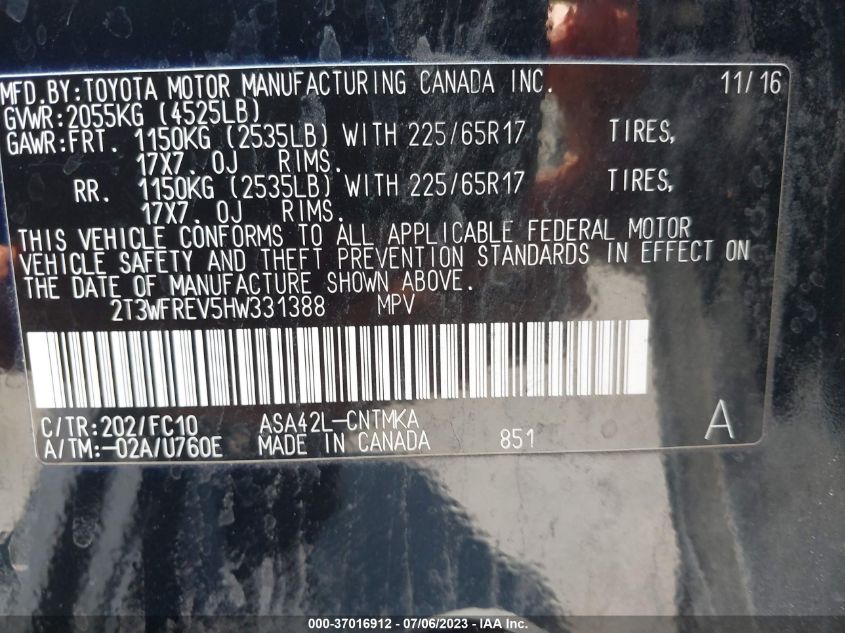 MFD.BY:TOYOTA MOTOR MANUFACTURING CANADA INC. 11/16
GVWR:2055KG (4525LB)
GAWR:FRT. 1150KG (2535LB) WITH 225/65R17 TIRES,
17X7.0J RIMS.
RR. 1150KG (2535LB) WITH 225/65R17 TIRES,
17X7.0J RIMS.
THIS VEHICLE CONFORMS TO ALL APPLICABLE FEDERAL MOTOR
VEHICLE SAFETY AND THEFT PREVENTION STANDARDS IN EFFECT ON
THE DATE OF MANUFACTURE SHOWN ABOVE.
2T3WFREV5HW331388 MPV
C/TR:202/FC10 ASA42L-CNTMKA
A/TM:-02A/U760E MADE IN CANADA 851 A
000-37016912 - 07/06/2023 - IAA Inc.